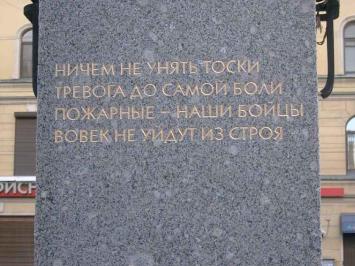 НИЧЕМ НЕ УНЯТЬ ТОСКИ
ТРЕВОГА ДО САМОЙ БОЛИ
ПОЖАРНЫЕ – НАШИ БОЙЦЫ
ВОВЕК НЕ УЙДУТ ИЗ СТРОЯ